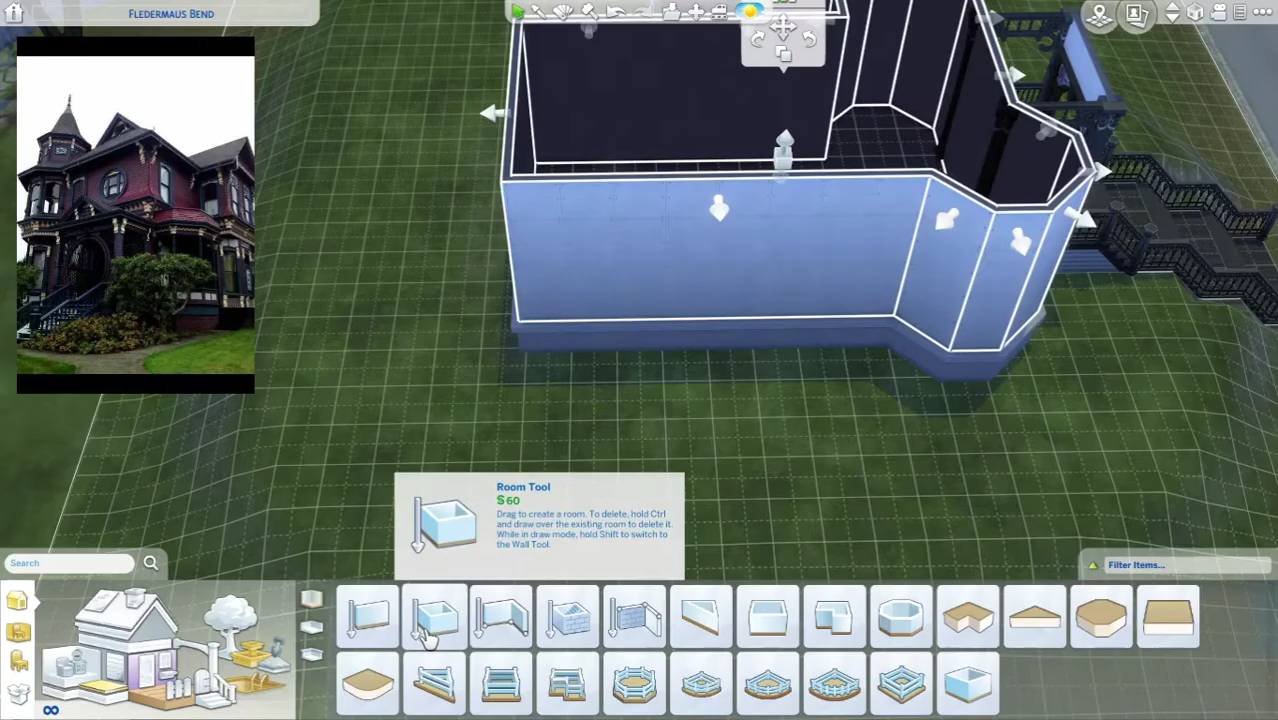 FLEDERMAUS BEND
Room Tool
§60
Drag to create a room. To delete, hold Ctrl
and draw over the existing room to delete it.
While in draw mode, hold Shift to switch to
the Wall Tool.
Search
Filter Items...